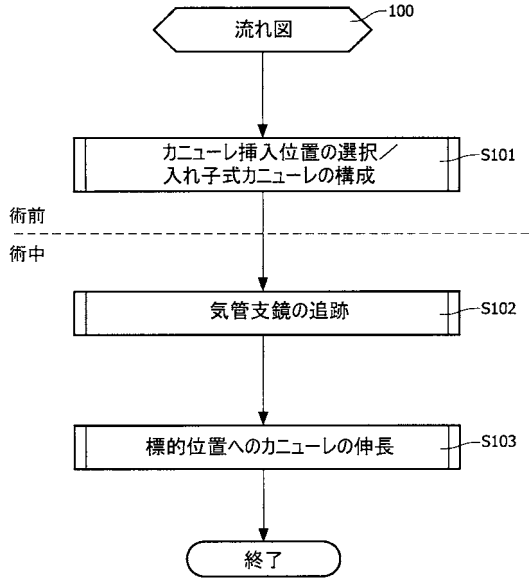 流れ図
100
カニューレ挿入位置の選択／
入れ子式カニューレの構成
S101
術前
術中
気管支鏡の追跡
S102
標的位置へのカニューレの伸長
S103
終了